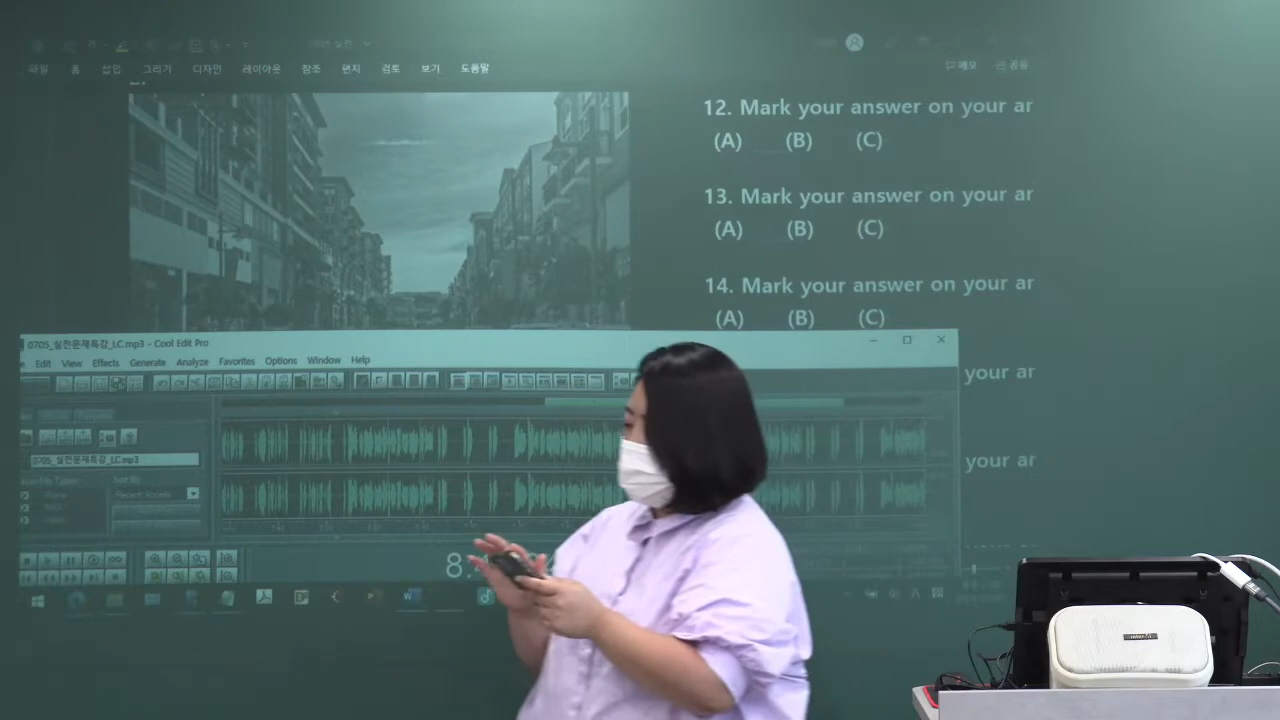 파일 홈 삽입 그리기 디자인 레이아웃 참조 편지 검토 보기 도움말
메모 공유
12. Mark your answer on your ar
(A) (B) (C)
13. Mark your answer on your ar
(A) (B) (C)
14. Mark your answer on your ar
(A) (B) (C)
your ar
your ar
0705_실전문제특강_LC.mp3 - Cool Edit Pro
Edit View Effects Generate Analyze Favorites Options Window Help
0705_실전문제특강_LC.mp3
Sort By:
Recent Access
8: